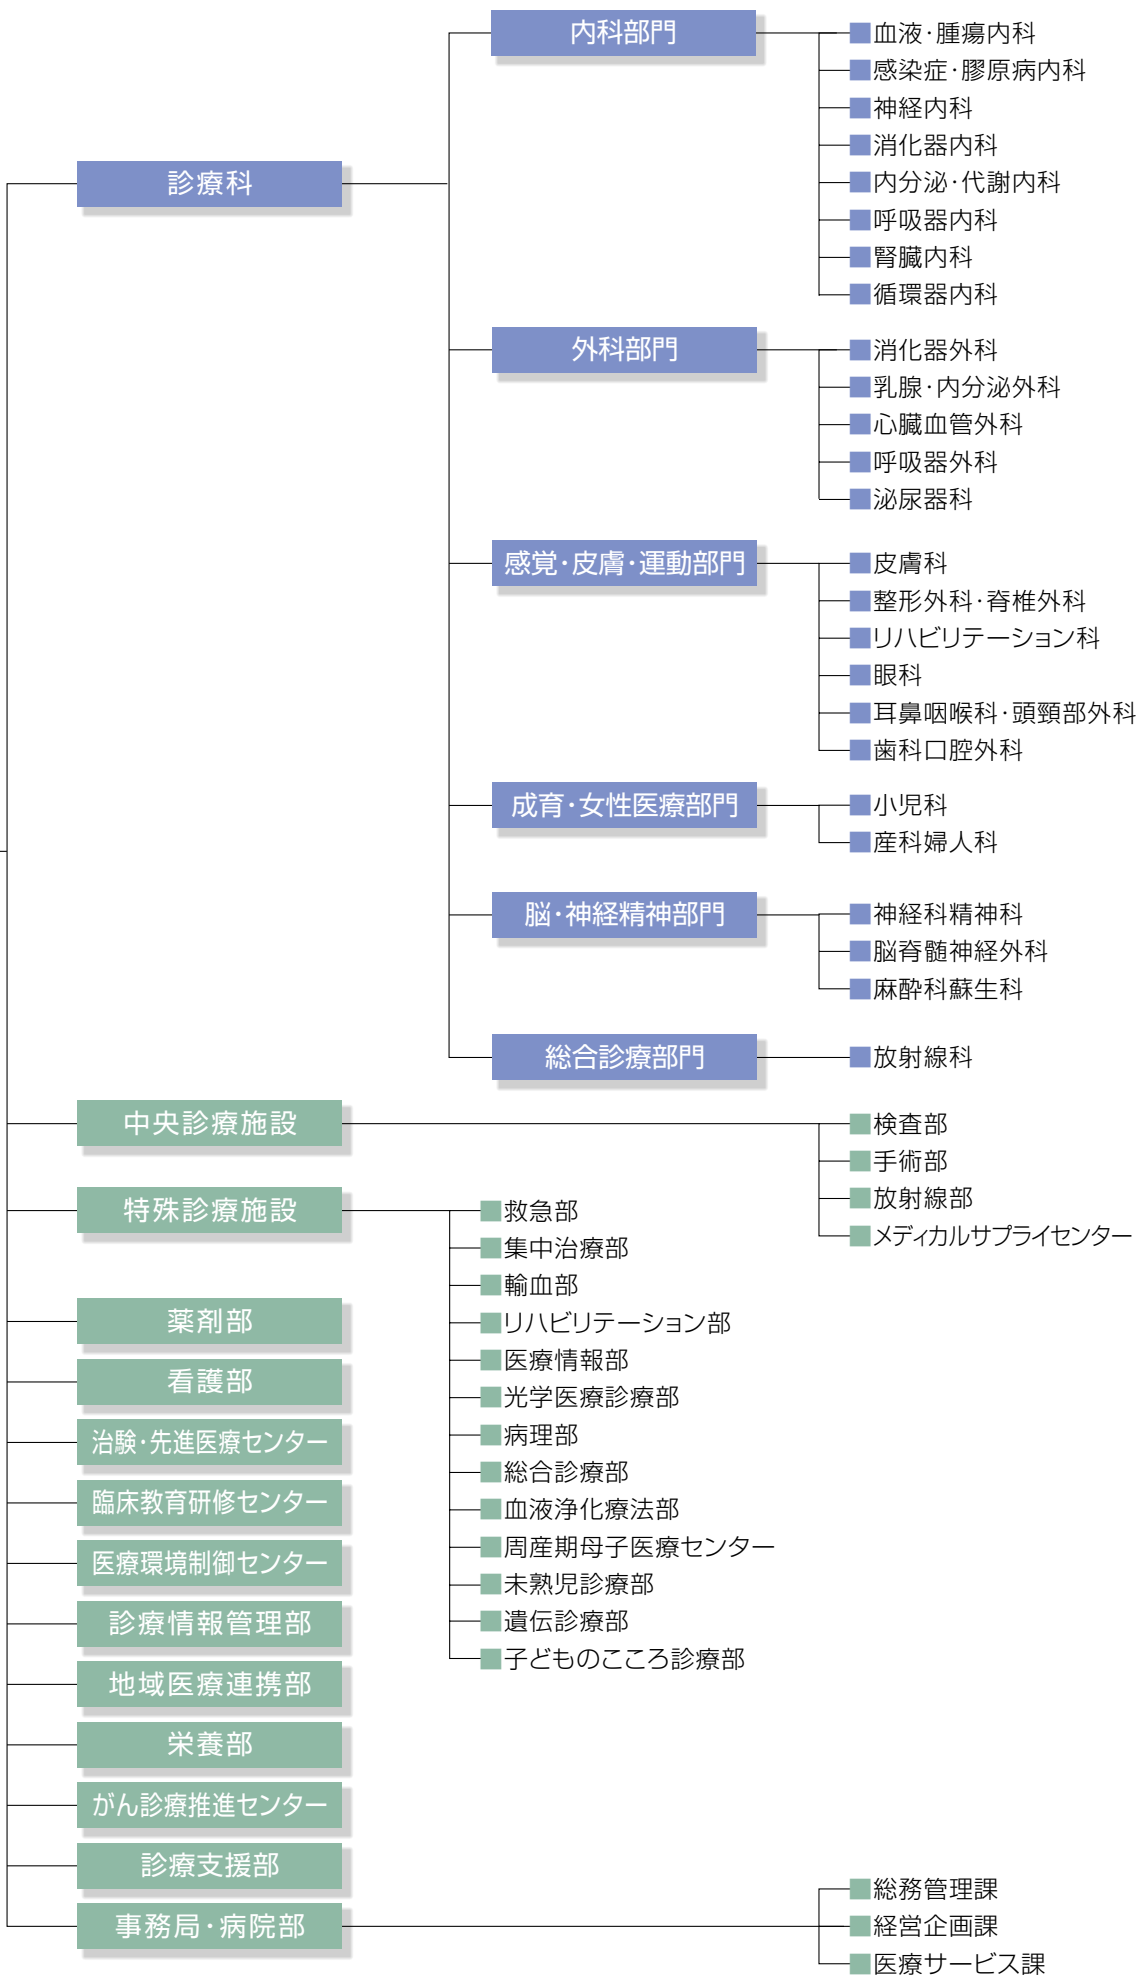 診療科
内科部門
血液・腫瘍内科
感染症・膠原病内科
神経内科
消化器内科
内分泌・代謝内科
呼吸器内科
腎臓内科
循環器内科
外科部門
消化器外科
乳腺・内分泌外科
心臓血管外科
呼吸器外科
泌尿器科
感覚・皮膚・運動部門
皮膚科
整形外科・脊椎外科
リハビリテーション科
眼科
耳鼻咽喉科・頭頸部外科
歯科口腔外科
成育・女性医療部門
小児科
産科婦人科
脳・神経精神部門
神経科精神科
脳脊髄神経外科
麻酔科蘇生科
総合診療部門
放射線科
中央診療施設
検査部
手術部
放射線部
メディカルサプライセンター
特殊診療施設
救急部
集中治療部
輸血部
リハビリテーション部
医療情報部
光学医療診療部
病理部
総合診療部
血液浄化療法部
周産期母子医療センター
未熟児診療部
遺伝診療部
子どものこころ診療部
薬剤部
看護部
治験・先進医療センター
臨床教育研修センター
医療環境制御センター
診療情報管理部
地域医療連携部
栄養部
がん診療推進センター
診療支援部
事務局・病院部
総務管理課
経営企画課
医療サービス課